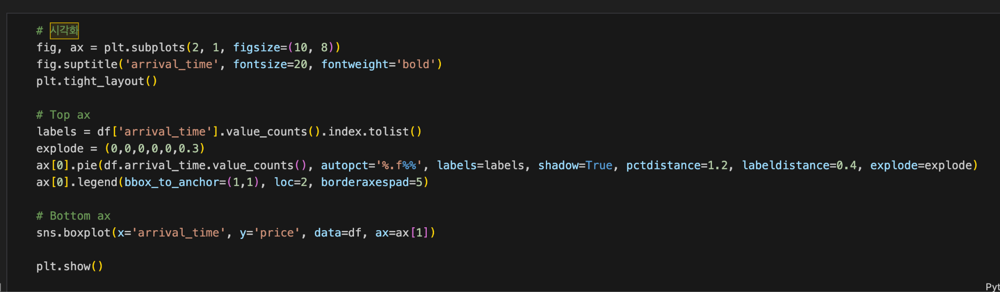 # 시각화
fig, ax = plt.subplots(2, 1, figsize=(10, 8))
fig.suptitle('arrival_time', fontsize=20, fontweight='bold')
plt.tight_layout()
# Top ax
labels = df['arrival_time'].value_counts().index.tolist()
explode = (0,0,0,0,0,0.3)
ax[0].pie(df.arrival_time.value_counts(), autopct='%.f%%', labels=labels, shadow=True, pctdistance=1.2, labeldistance=0.4, explode=explode)
ax[0].legend(bbox_to_anchor=(1,1), loc=2, borderaxespad=5)
# Bottom ax
sns.boxplot(x='arrival_time', y='price', data=df, ax=ax[1])
plt.show()
Pyt